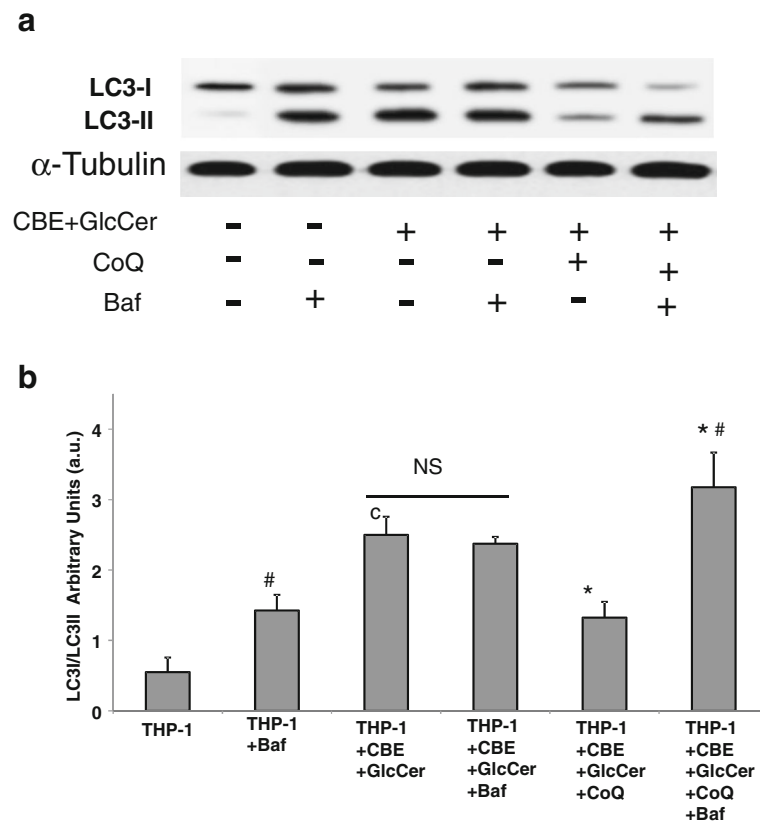 a
LC3-I
LC3-II
α-Tubulin
CBE+GlcCer - - + + + +
CoQ - - - - + +
Baf - + - + - +
b
LC3I/LC3II Arbitrary Units (a.u.)
4
3
2
1
0
#
c
NS
*
* #
THP-1
THP-1
+Baf
THP-1
+CBE
+GlcCer
THP-1
+CBE
+GlcCer
+Baf
THP-1
+CBE
+GlcCer
+CoQ
THP-1
+CBE
+GlcCer
+CoQ
+Baf